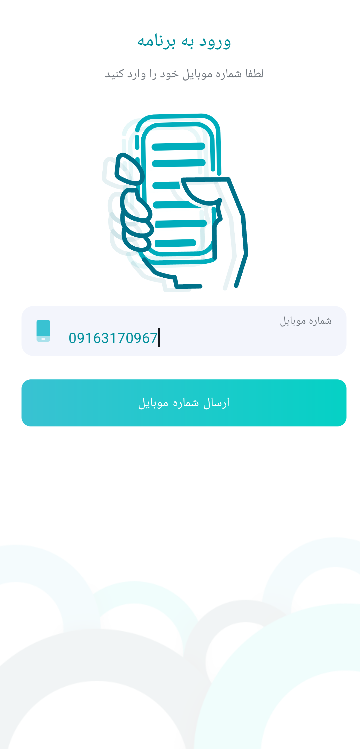 ورود به برنامه
لطفا شماره موبایل خود را وارد کنید
شماره موبایل
09163170967
ارسال شماره موبایل